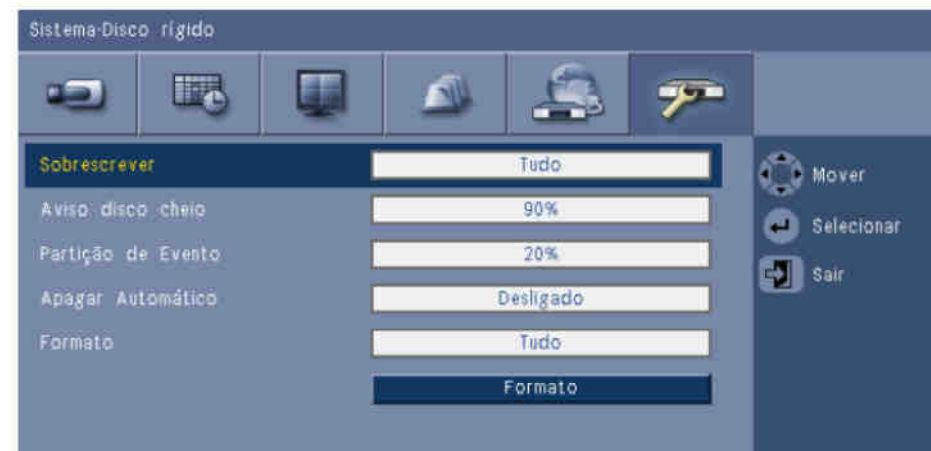 Sistema-Disco rígido
Sobrescrever Tudo
Aviso disco cheio 90%
Partição de Evento 20%
Apagar Automático Desligado
Formato Tudo
Formato
Mover
Selecionar
Sair